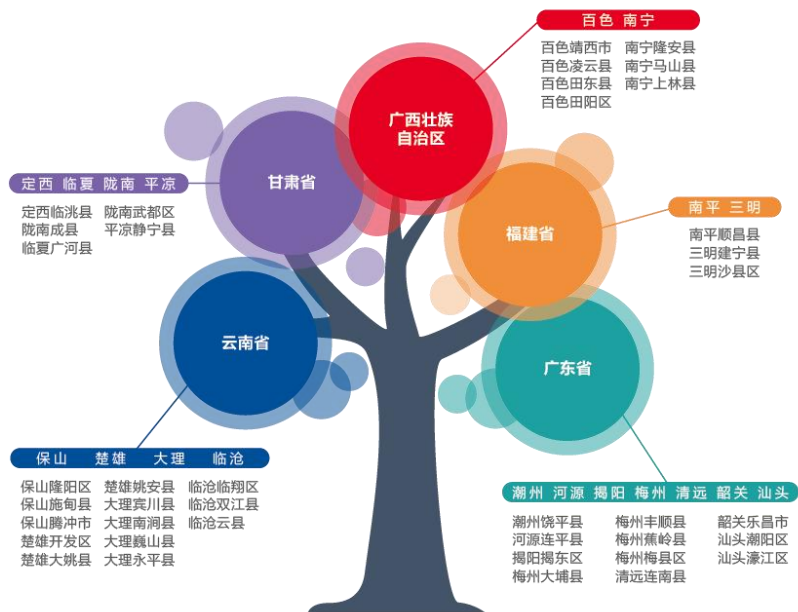 百色 南宁
百色靖西市 南宁隆安县
百色凌云县 南宁马山县
百色田东县 南宁上林县
百色田阳区
广西壮族
自治区
甘肃省
定西 临夏 陇南 平凉
定西临洮县 陇南武都区
陇南成县 平凉静宁县
临夏广河县
福建省
南平 三明
南平顺昌县
三明建宁县
三明沙县区
云南省
保山 楚雄 大理 临沧
保山隆阳区 楚雄姚安县 临沧临翔区
保山施甸县 大理宾川县 临沧双江县
保山腾冲市 大理南涧县 临沧云县
楚雄开发区 大理巍山县
楚雄大姚县 大理永平县
广东省
潮州 河源 揭阳 梅州 清远 韶关 汕头
潮州饶平县 梅州丰顺县 韶关乐昌市
河源连平县 梅州蕉岭县 汕头潮阳区
揭阳揭东区 梅州梅县区 汕头濠江区
梅州大埔县 清远连南县